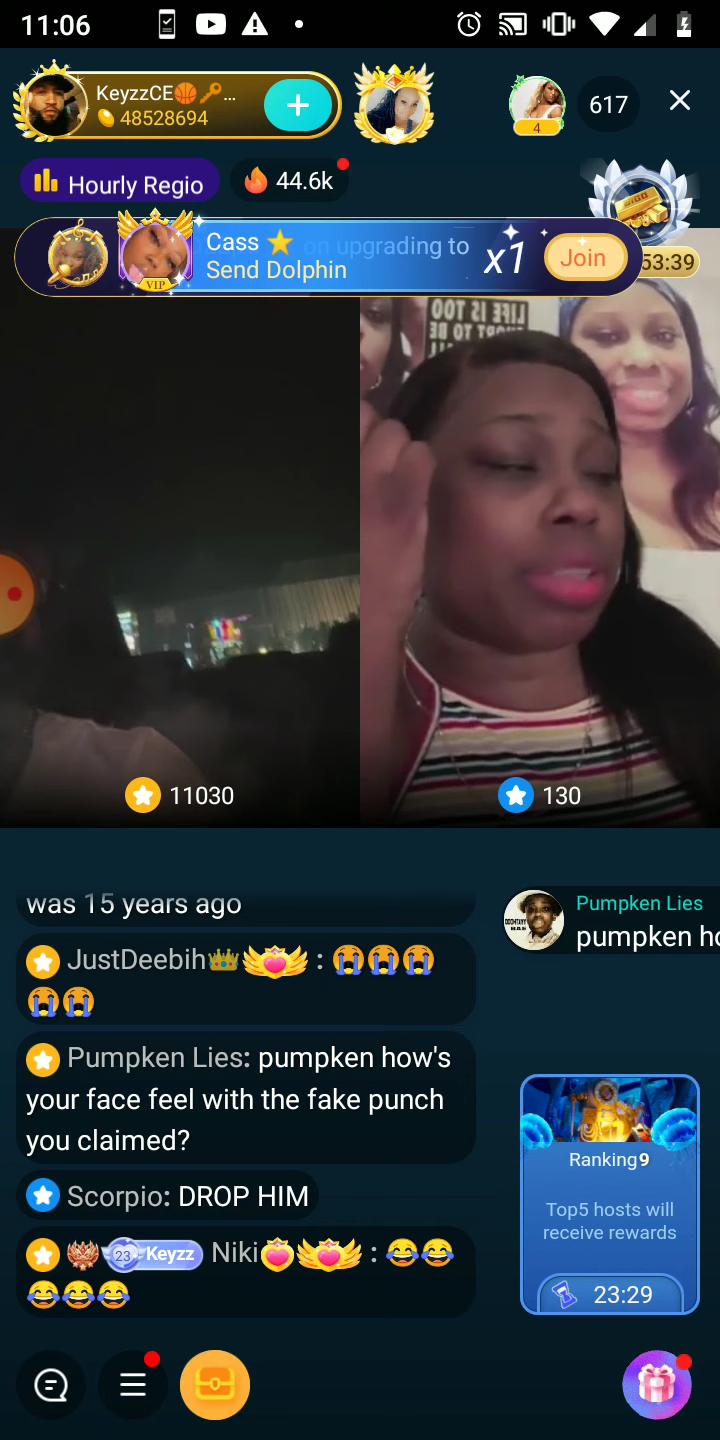 11:06
KeyzzCE🏀🔑...
48528694
4
617
Hourly Regio
44.6k
Cass ⭐ on upgrading to
Send Dolphin
x1
Join
53:39
VIP
LIFE IS TOO
11030
130
was 15 years ago
JustDeebih👑 : 😭😭😭
😭😭
Pumpken Lies
pumpken ho
Pumpken Lies: pumpken how's
your face feel with the fake punch
you claimed?
Scorpio: DROP HIM
23 Keyzz Niki : 😂😂
😂😂😂
Ranking9
Top5 hosts will
receive rewards
23:29